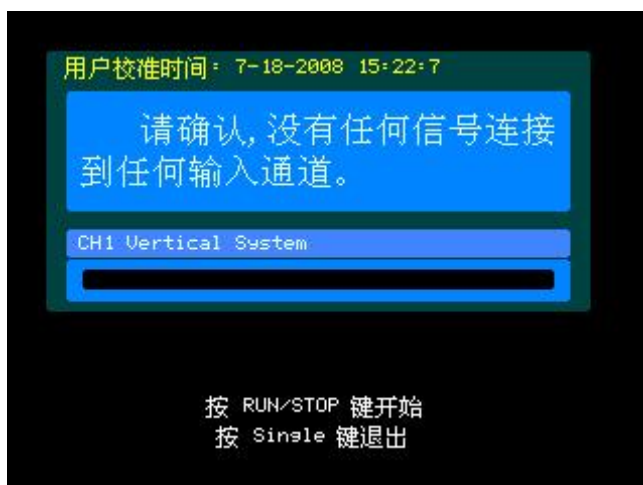 用户校准时间: 7-18-2008 15:22:7
请确认,没有任何信号连接
到任何输入通道。
CH1 Vertical System
按 RUN/STOP 键开始
按 Single 键退出